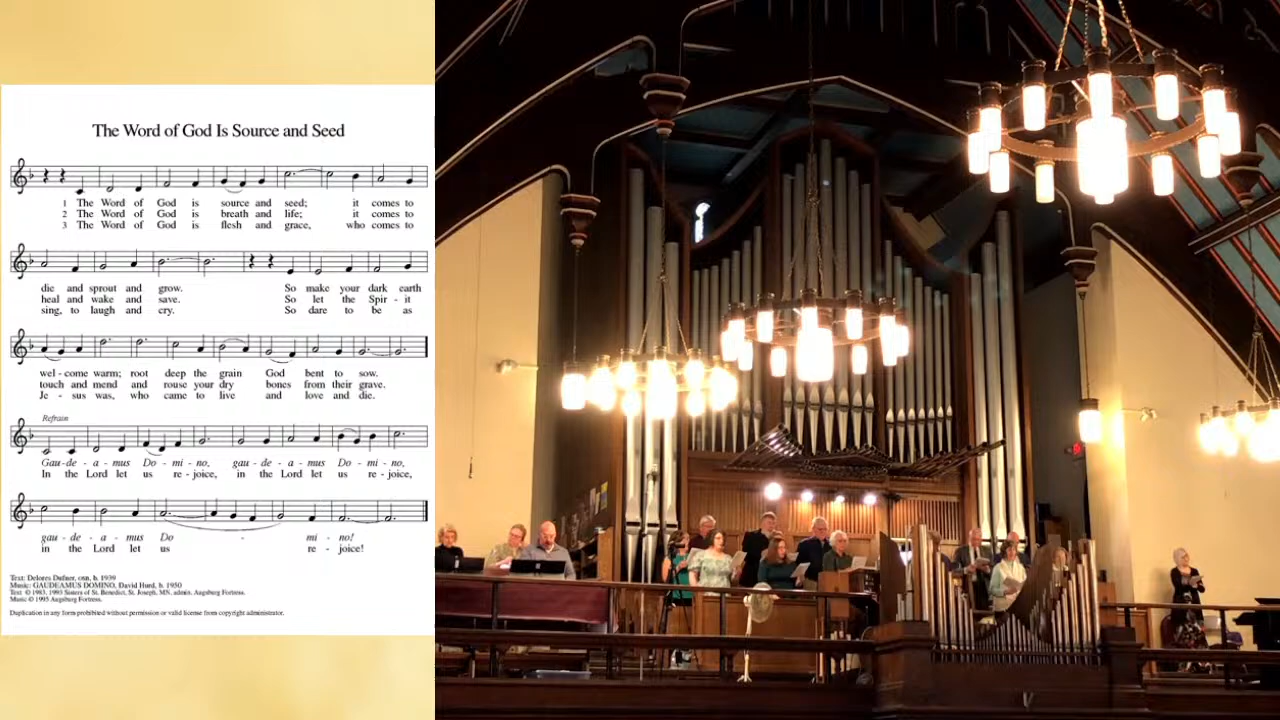 The Word of God Is Source and Seed
1 The Word of God is source and seed; it comes to
2 The Word of God is breath and life; it comes to
3 The Word of God is flesh and grace, who comes to
die and sprout and grow. So make your dark earth
heal and wake and save. So let the Spir - it
sing, to laugh and cry. So dare to be as
wel - come warm; root deep the grain God bent to sow.
touch and mend and rouse your dry bones from their grave.
Je - sus was, who came to live and love and die.
Refrain
Gau - de - a - mus Do - mi - no, gau - de - a - mus Do - mi - no,
In the Lord let us re - joice, in the Lord let us re - joice,
gau - de - a - mus Do - mi - no!
in the Lord let us re - joice!
Text: Delores Dufner, OSB, b. 1939
Music: GAUDEAMUS DOMINO, David Hurd, b. 1950
Text © 1983, 1993 Sisters of St. Benedict, St. Joseph, MN, admin. Augsburg Fortress.
Music © 1995 Augsburg Fortress.
Duplication in any form prohibited without permission or valid license from copyright administrator.